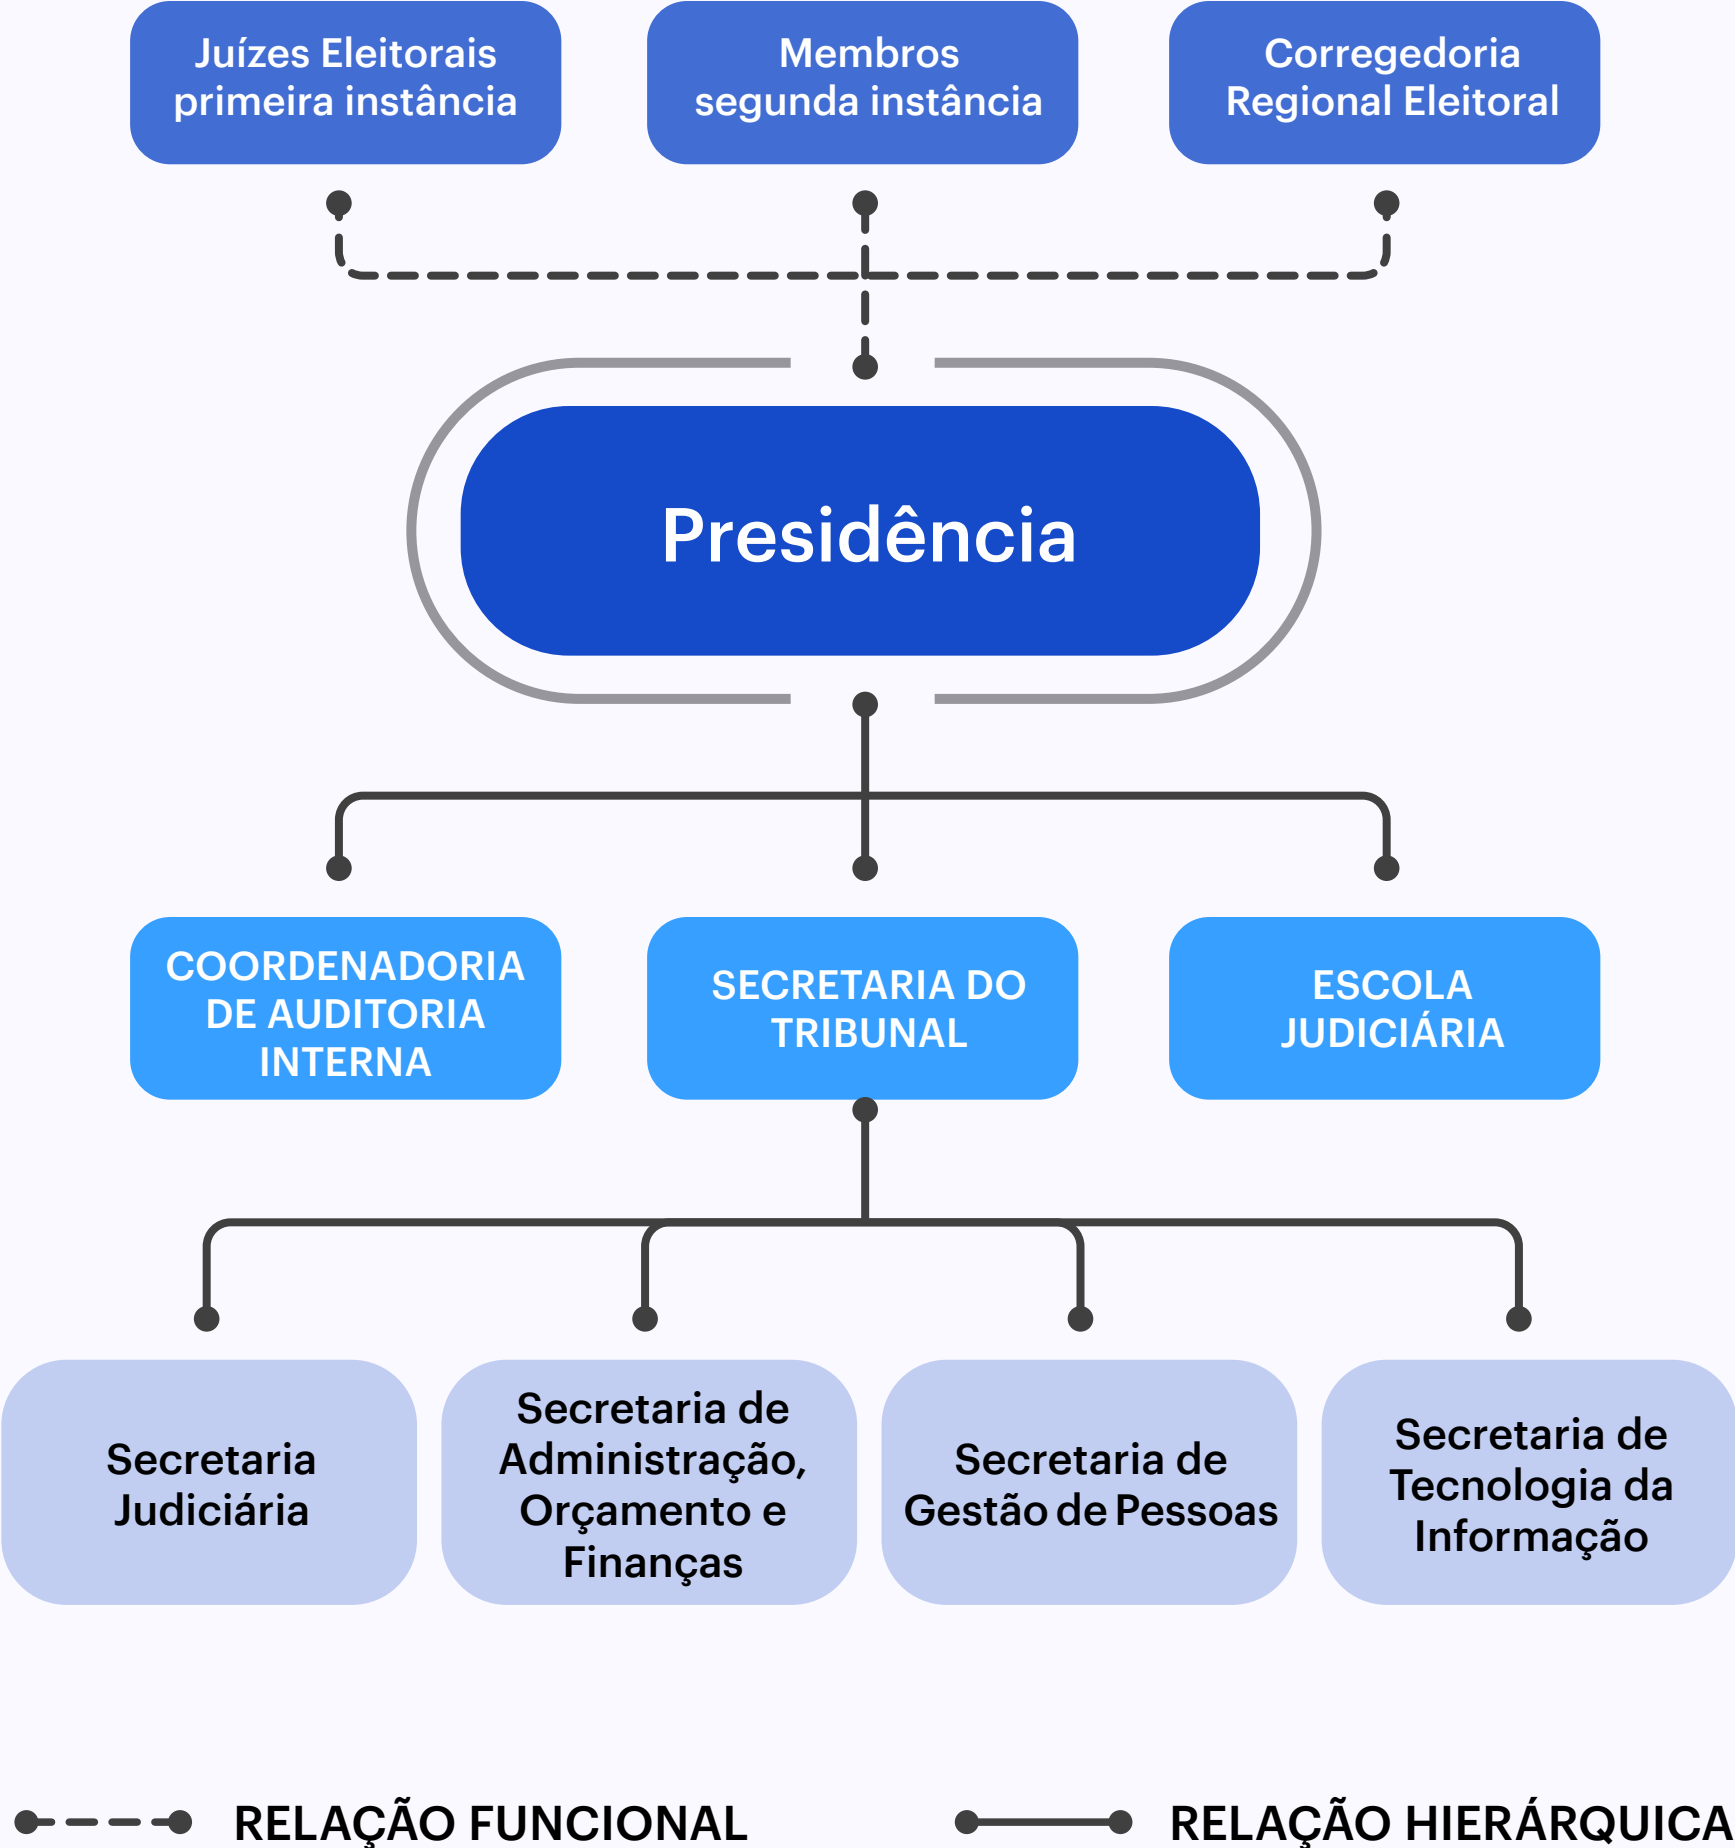 Juízes Eleitorais
primeira instância
Membros
segunda instância
Corregedoria
Regional Eleitoral
Presidência
COORDENADORIA
DE AUDITORIA
INTERNA
SECRETARIA DO
TRIBUNAL
ESCOLA
JUDICIÁRIA
Secretaria
Judiciária
Secretaria de
Administração,
Orçamento e
Finanças
Secretaria de
Gestão de Pessoas
Secretaria de
Tecnologia da
Informação
RELAÇÃO FUNCIONAL
RELAÇÃO HIERÁRQUICA